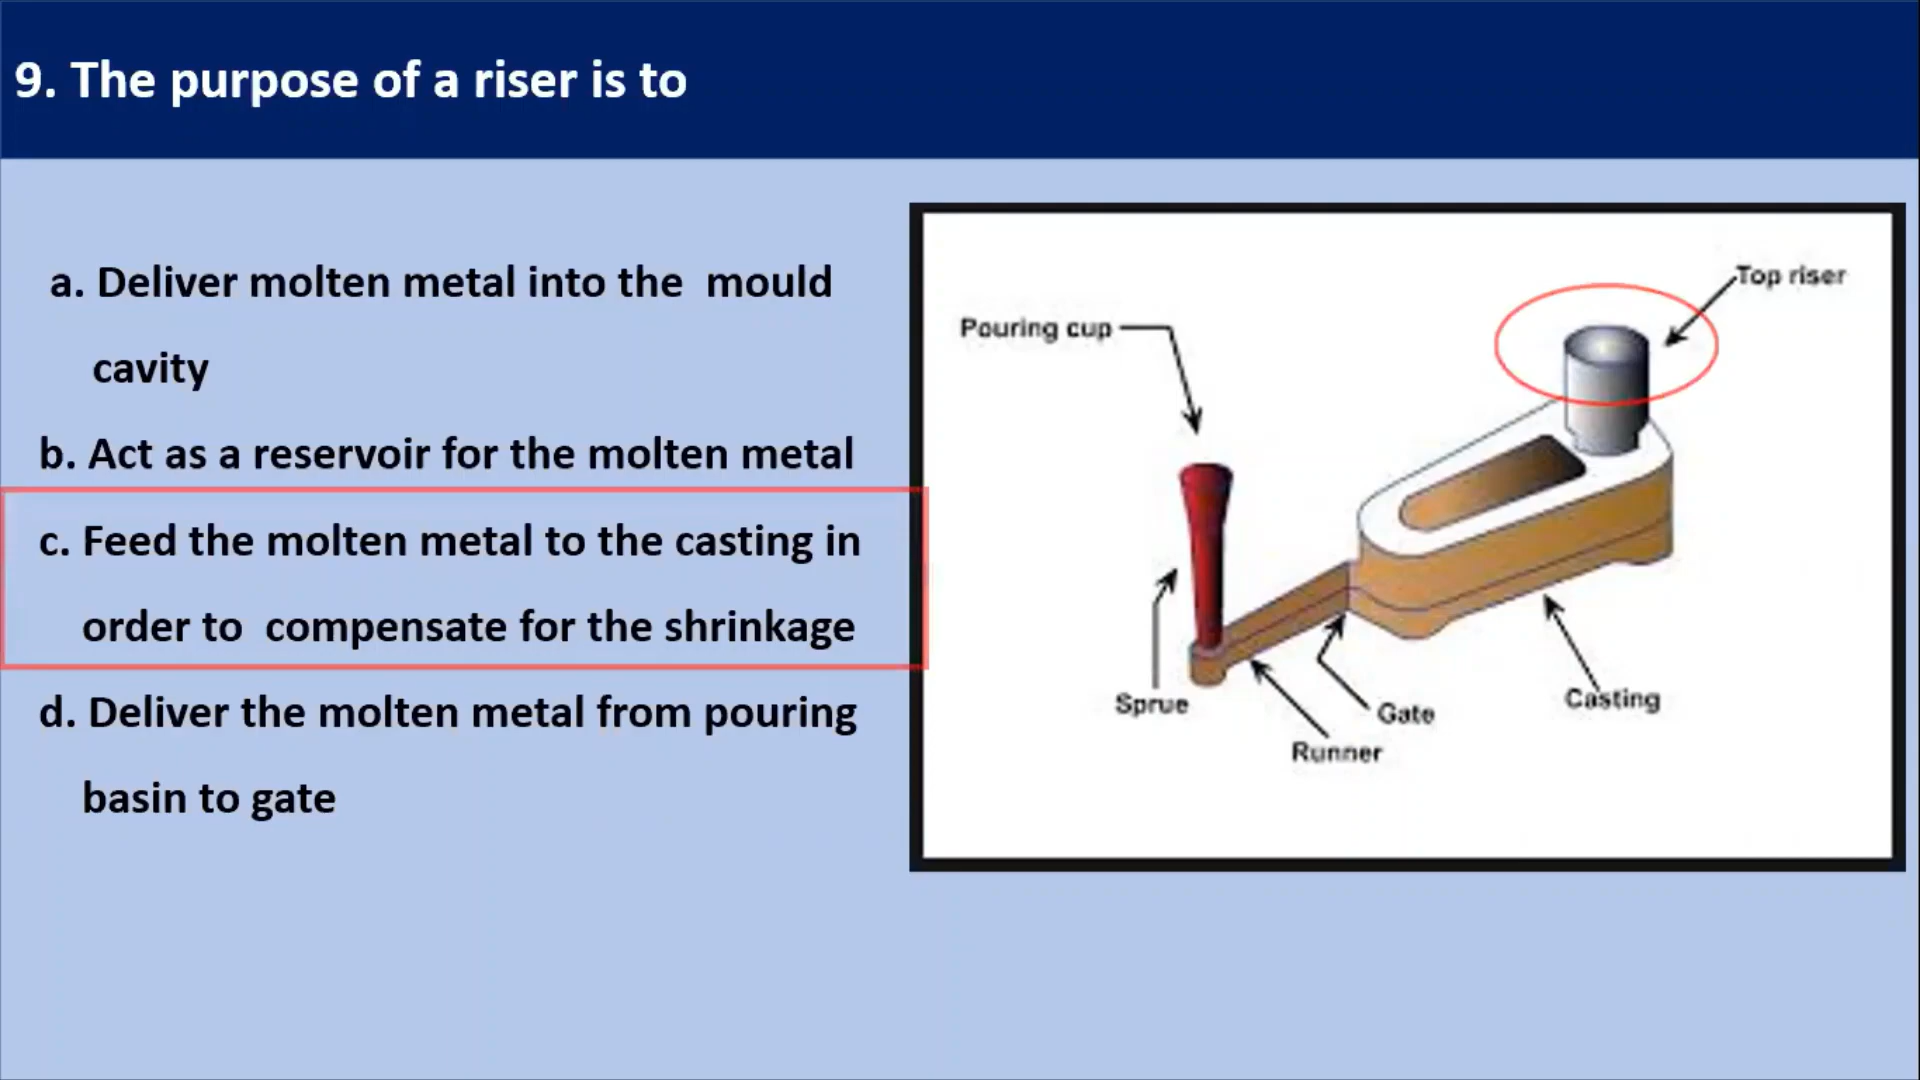 9. The purpose of a riser is to
a. Deliver molten metal into the mould
cavity
b. Act as a reservoir for the molten metal
c. Feed the molten metal to the casting in
order to compensate for the shrinkage
d. Deliver the molten metal from pouring
basin to gate
Top riser
Pouring cup
Sprue
Gate
Casting
Runner